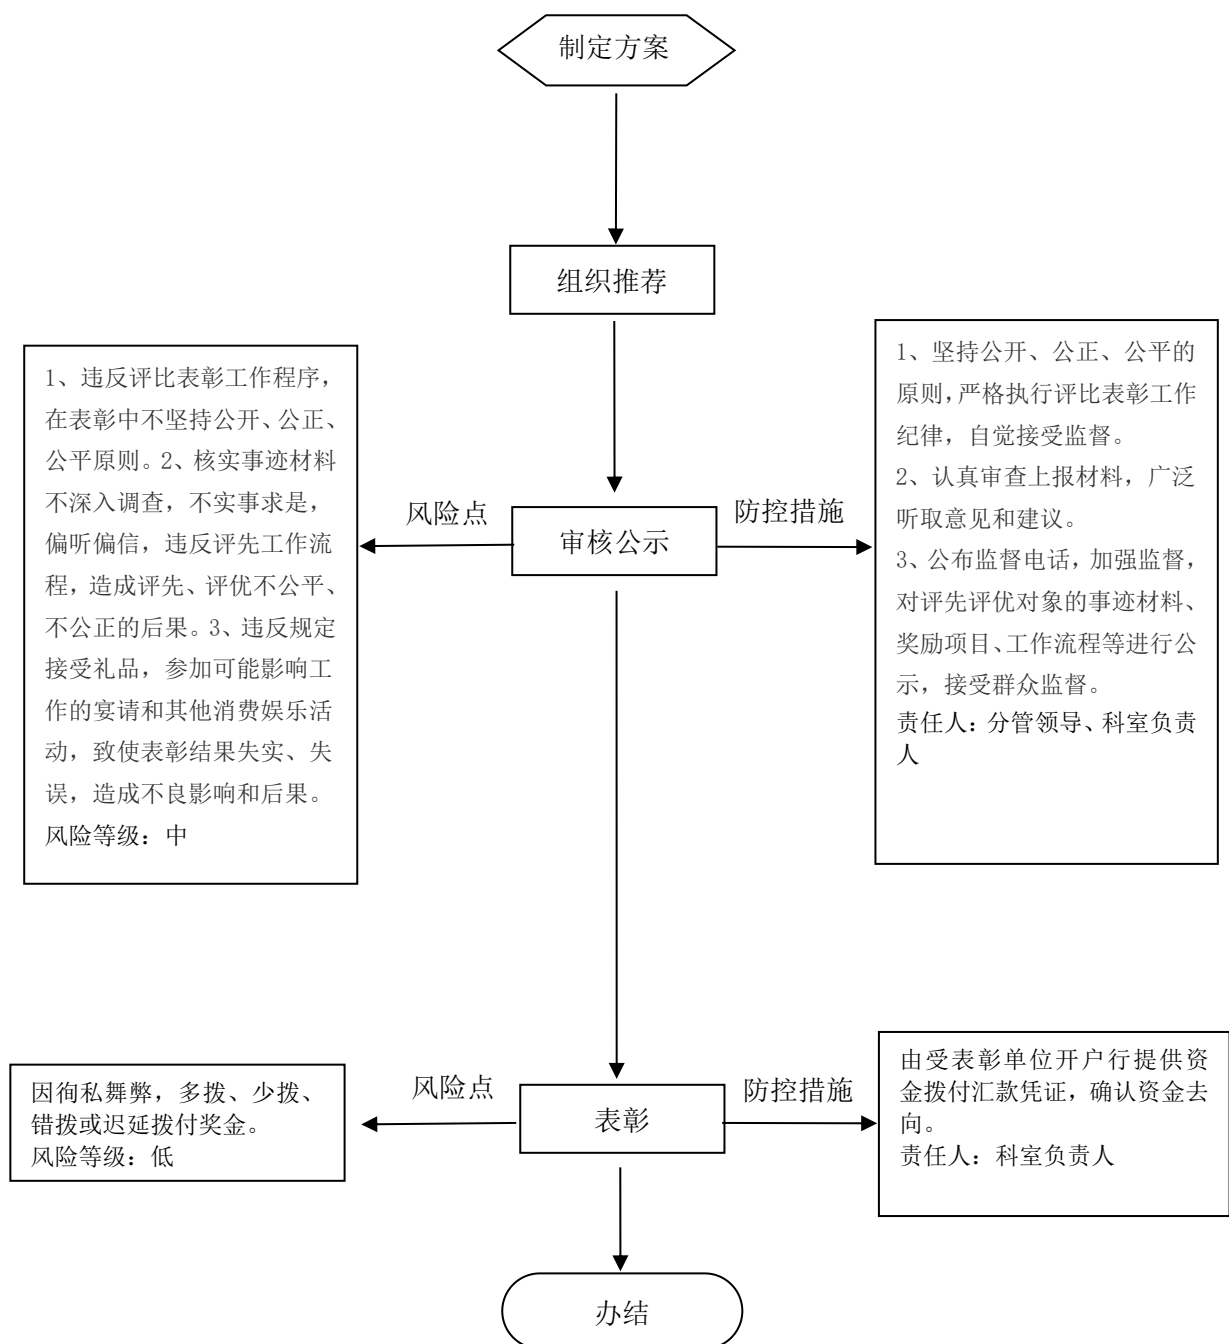 制定方案
组织推荐
1、违反评比表彰工作程序，
在表彰中不坚持公开、公正、
公平原则。2、核实事迹材料
不深入调查，不实事求是，
偏听偏信，违反评先工作流
程，造成评先、评优不公平、
不公正的后果。3、违反规定
接受礼品，参加可能影响工
作的宴请和其他消费娱乐活
动，致使表彰结果失实、失
误，造成不良影响和后果。
风险等级：中
风险点
审核公示
防控措施
1、坚持公开、公正、公平的
原则，严格执行评比表彰工作
纪律，自觉接受监督。
2、认真审查上报材料，广泛
听取意见和建议。
3、公布监督电话，加强监督，
对评先评优对象的事迹材料、
奖励项目、工作流程等进行公
示，接受群众监督。
责任人：分管领导、科室负责
人
因徇私舞弊，多拨、少拨、
错拨或迟延拨付奖金。
风险等级：低
风险点
表彰
防控措施
由受表彰单位开户行提供资
金拨付汇款凭证，确认资金去
向。
责任人：科室负责人
办结